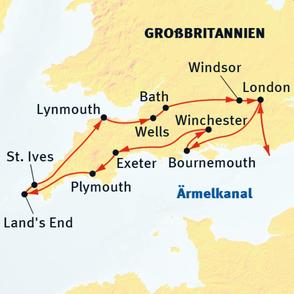 GROßBRITANNIEN
Windsor
London
Bath
Lynmouth
Wells
Winchester
St. Ives
Exeter
Bournemouth
Plymouth
Ärmelkanal
Land's End